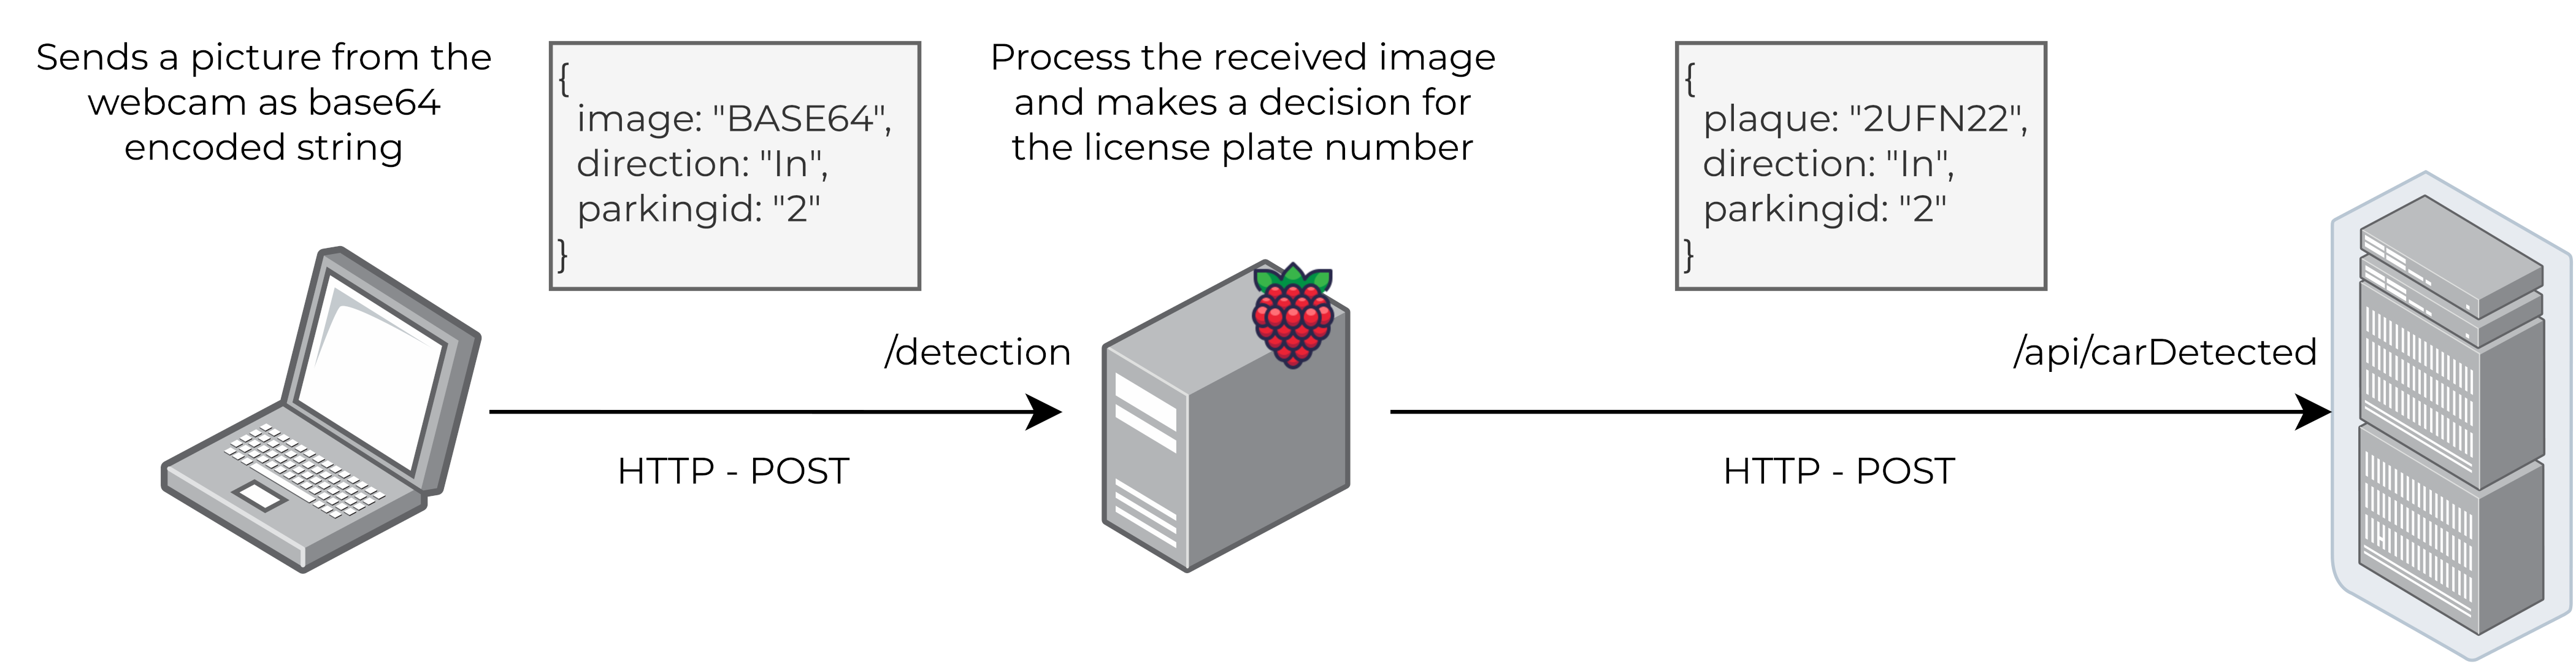 Sends a picture from the
webcam as base64
encoded string
{
image: "BASE64",
direction: "In",
parkingid: "2"
}
Process the received image
and makes a decision for
the license plate number
{
plaque: "2UFN22",
direction: "In",
parkingid: "2"
}
/detection
HTTP - POST
/api/carDetected
HTTP - POST